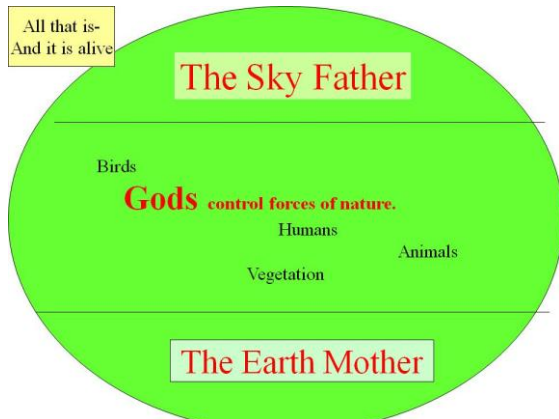 All that is-
And it is alive
The Sky Father
Birds
Gods control forces of nature.
Humans
Animals
Vegetation
The Earth Mother